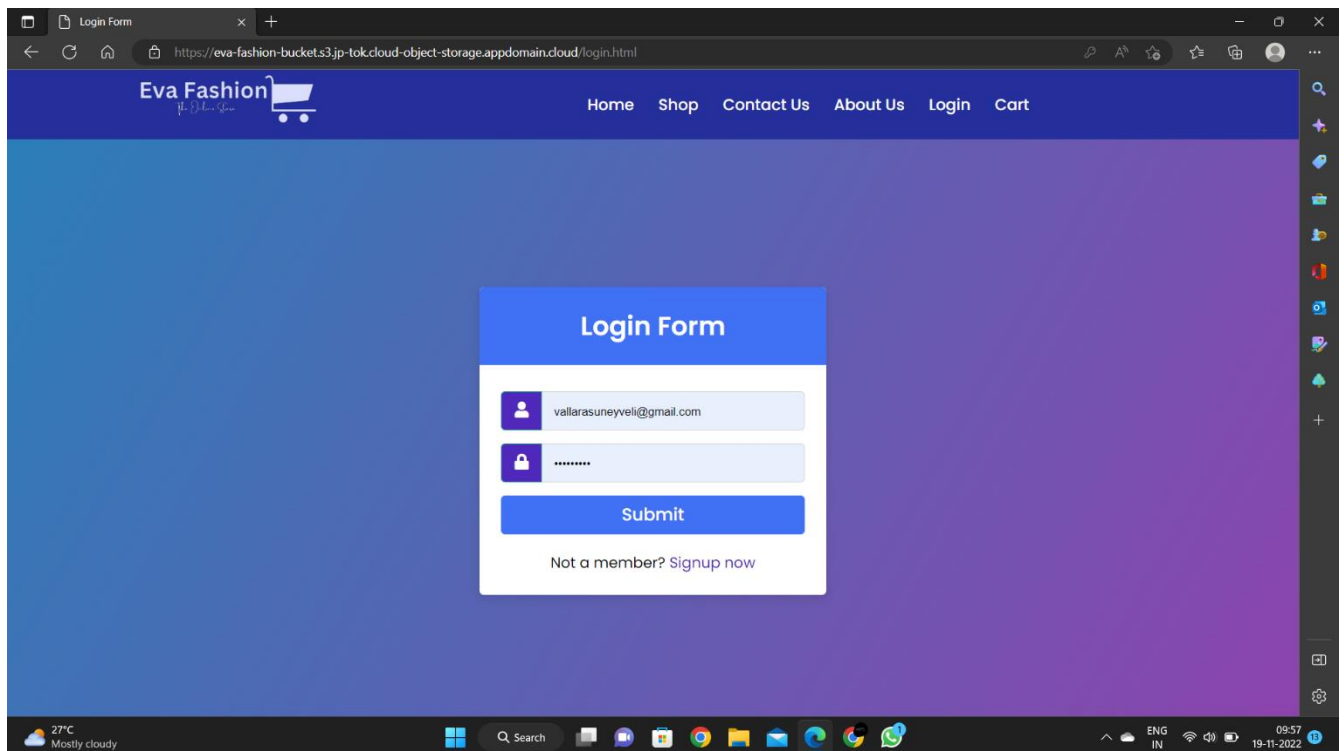 Login Form
https://eva-fashion-bucket.s3.jp-tok.cloud-object-storage.appdomain.cloud/login.html
Eva Fashion
Home Shop Contact Us About Us Login Cart
Login Form
vallarasuneyveli@gmail.com
•••••••••
Submit
Not a member? Signup now
27°C
Mostly cloudy
Search
1
ENG
IN
09:57
19-11-2022
13